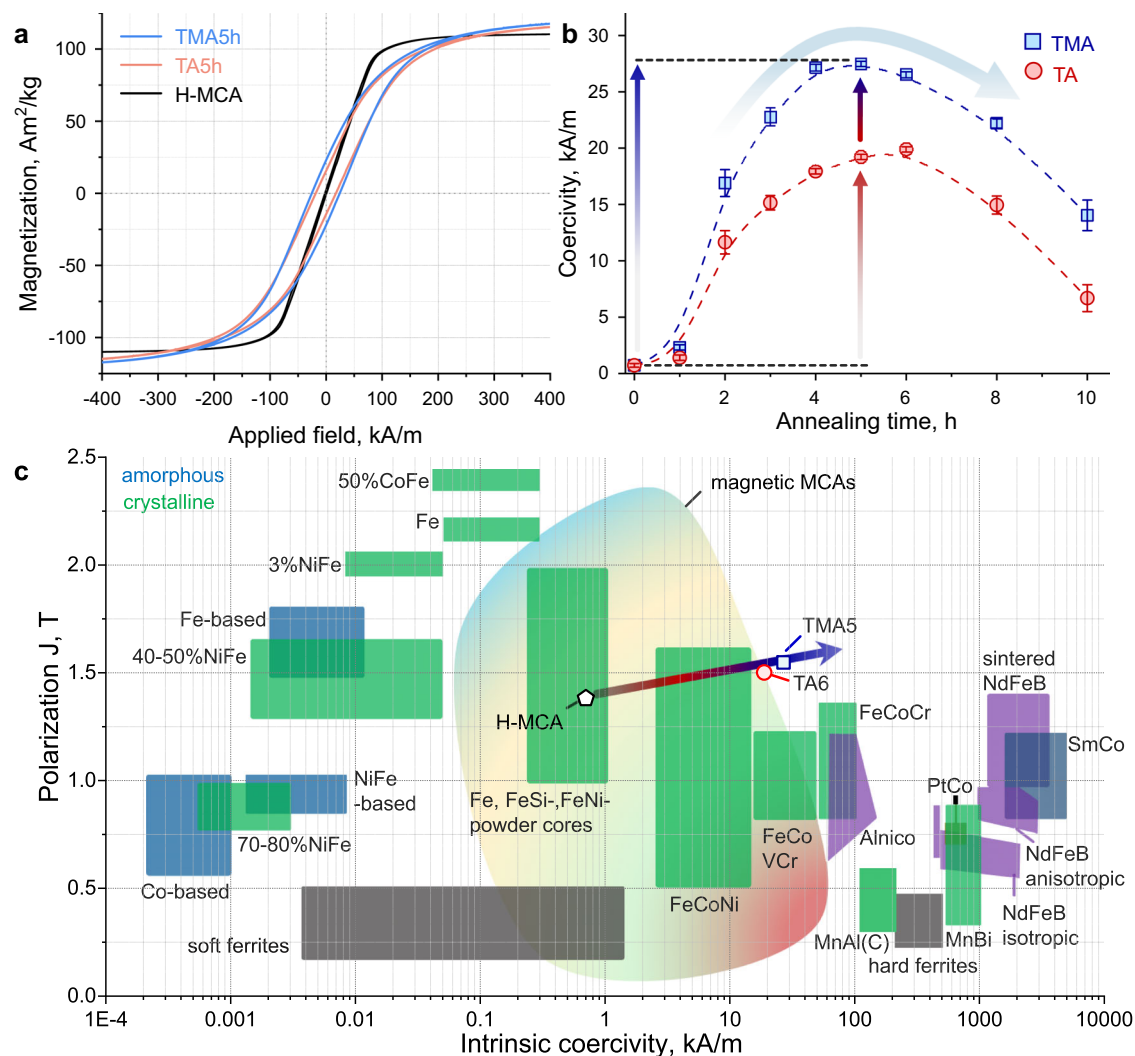 a
TMA5h
TA5h
H-MCA
Magnetization, Am²/kg
100
50
0
-50
-100
-400
-300
-200
-100
0
100
200
300
400
Applied field, kA/m
b
TMA
TA
Coercivity, kA/m
30
25
20
15
10
5
0
0
2
4
6
8
10
Annealing time, h
c
amorphous
crystalline
Polarization J, T
2.5
2.0
1.5
1.0
0.5
0.0
50%CoFe
Fe
3%NiFe
magnetic MCAs
Fe-based
40-50%NiFe
TMA5
TA6
H-MCA
sintered
NdFeB
FeCoCr
SmCo
NiFe
-based
70-80%NiFe
Co-based
Fe, FeSi-,FeNi-
powder cores
FeCo
VCr
Alnico
PtCo
NdFeB
anisotropic
NdFeB
isotropic
FeCoNi
soft ferrites
MnAl(C)
MnBi
hard ferrites
1E-4
0.001
0.01
0.1
1
10
100
1000
10000
Intrinsic coercivity, kA/m